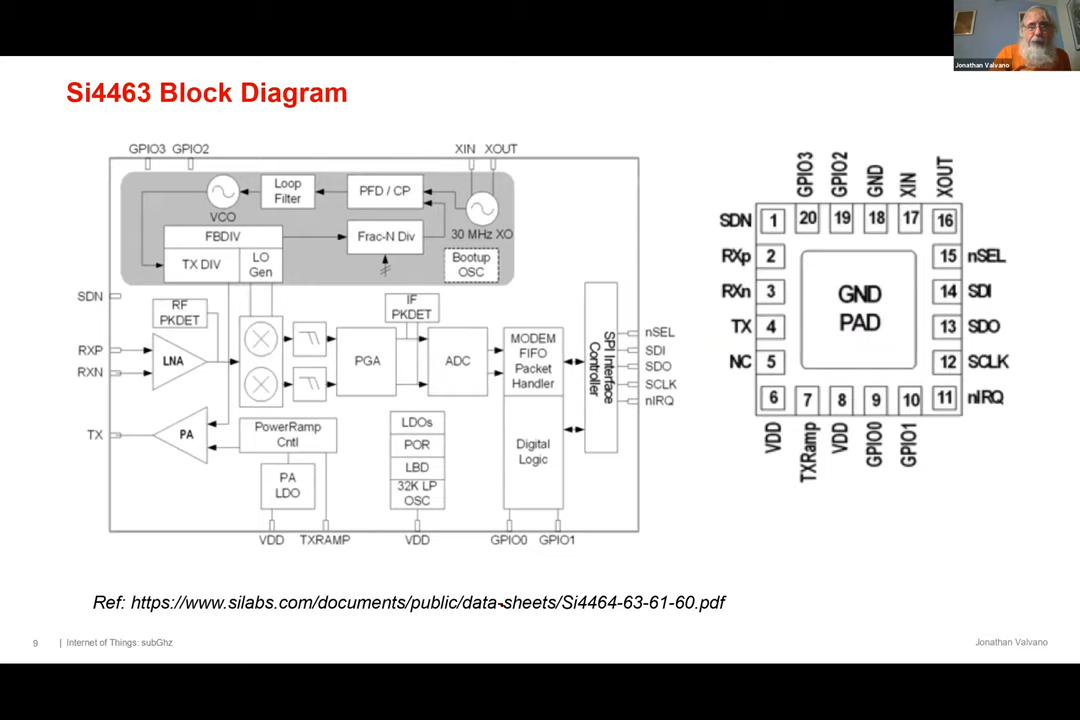 Jonathan Valvano
Si4463 Block Diagram
GPIO3 GPIO2
XIN XOUT
VCO
Loop
Filter
PFD / CP
30 MHz XO
FBDIV
Frac-N Div
TX DIV
LO
Gen
Bootup
OSC
SDN
RF
PKDET
IF
PKDET
RXP
RXN
LNA
PGA
ADC
MODEM
FIFO
Packet
Handler
SPI Interface
Controller
nSEL
SDI
SDO
SCLK
nIRQ
TX
PA
PowerRamp
Cntl
PA
LDO
LDOs
POR
LBD
32K LP
OSC
Digital
Logic
VDD TXRAMP
VDD
GPIO0 GPIO1
GPIO3
GPIO2
GND
XIN
XOUT
SDN 1 20 19 18 17 16
RXp 2 15 nSEL
RXn 3 14 SDI
TX 4 13 SDO
NC 5 12 SCLK
GND
PAD
6 7 8 9 10 11 nIRQ
VDD
TXRamp
VDD
GPIO0
GPIO1
Ref: https://www.silabs.com/documents/public/data-sheets/Si4464-63-61-60.pdf
9 | Internet of Things: subGhz
Jonathan Valvano